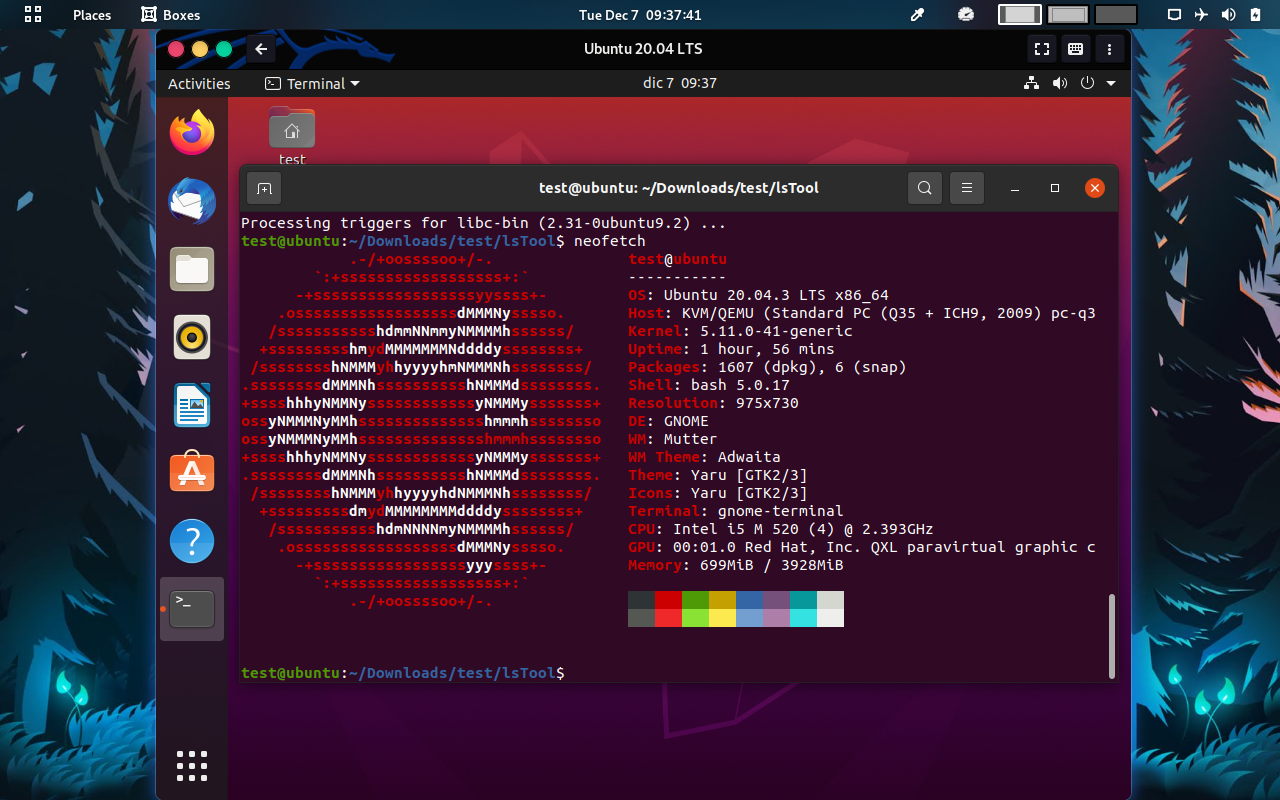 Places Boxes Tue Dec 7 09:37:41
Ubuntu 20.04 LTS
Activities Terminal dic 7 09:37
test
test@ubuntu: ~/Downloads/test/lsTool
Processing triggers for libc-bin (2.31-0ubuntu9.2) ...
test@ubuntu:~/Downloads/test/lsTool$ neofetch
.-/+oossssoo+/-. test@ubuntu
`:+ssssssssssssssssss+:` -----------
-+ssssssssssssssssssyyssss+- OS: Ubuntu 20.04.3 LTS x86_64
.ossssssssssssssssssdMMMNysssso. Host: KVM/QEMU (Standard PC (Q35 + ICH9, 2009) pc-q3
/ssssssssssshdmmNNmmyNMMMMhssssss/ Kernel: 5.11.0-41-generic
+ssssssssshmydMMMMMMMNddddyssssssss+ Uptime: 1 hour, 56 mins
/sssssssshNMMMyhhyyyyhmNMMMNhssssssss/ Packages: 1607 (dpkg), 6 (snap)
.ssssssssdMMMNhsssssssssshNMMMdssssssss. Shell: bash 5.0.17
+sssshhhyNMMNyssssssssssssyNMMMysssssss+ Resolution: 975x730
ossyNMMMNyMMhsssssssssssssshmmmhssssssso DE: GNOME
ossyNMMMNyMMhsssssssssssssshmmmhssssssso WM: Mutter
+sssshhhyNMMNyssssssssssssyNMMMysssssss+ WM Theme: Adwaita
.ssssssssdMMMNhsssssssssshNMMMdssssssss. Theme: Yaru [GTK2/3]
/sssssssshNMMMyhhyyyyhdNMMMNhssssssss/ Icons: Yaru [GTK2/3]
+sssssssssdmydMMMMMMMMddddyssssssss+ Terminal: gnome-terminal
/ssssssssssshdmNNNNmyNMMMMhssssss/ CPU: Intel i5 M 520 (4) @ 2.393GHz
.ossssssssssssssssssdMMMNysssso. GPU: 00:01.0 Red Hat, Inc. QXL paravirtual graphic c
-+sssssssssssssssssyyyssss+- Memory: 699MiB / 3928MiB
`:+ssssssssssssssssss+:`
.-/+oossssoo+/-.
test@ubuntu:~/Downloads/test/lsTool$